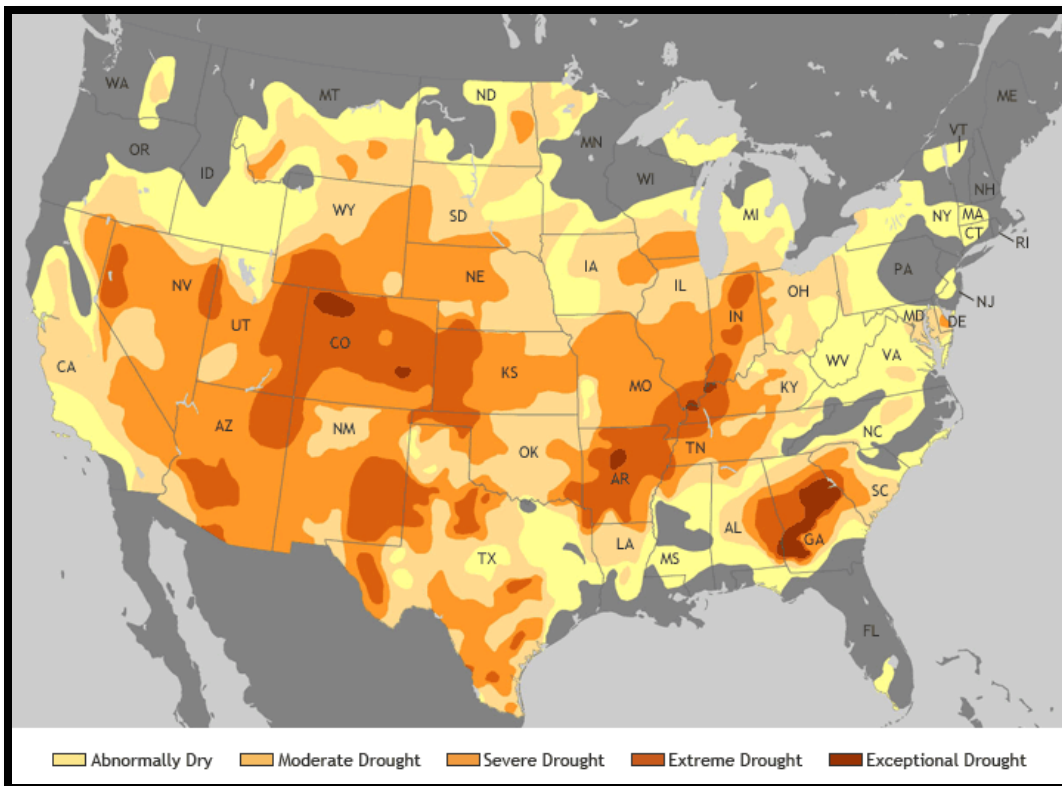 WA
MT
ND
ME
VT
OR
MN
ID
WI
NH
WY
SD
MI
NY
MA
CT
RI
IA
PA
NE
NV
IL
OH
NJ
IN
UT
MD
DE
CO
WV
VA
CA
KS
MO
KY
AZ
NM
NC
TN
OK
AR
SC
AL
GA
LA
MS
TX
FL
Abnormally Dry Moderate Drought Severe Drought Extreme Drought Exceptional Drought